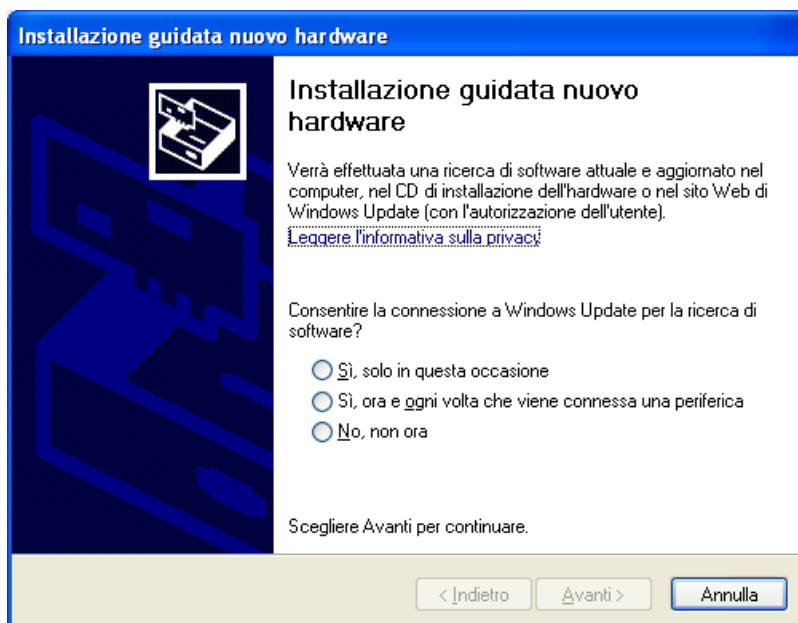 Installazione guidata nuovo hardware
Installazione guidata nuovo
hardware
Verrà effettuata una ricerca di software attuale e aggiornato nel
computer, nel CD di installazione dell'hardware o nel sito Web di
Windows Update (con l'autorizzazione dell'utente).
Leggere l'informativa sulla privacy
Consentire la connessione a Windows Update per la ricerca di
software?
Sì, solo in questa occasione
Sì, ora e ogni volta che viene connessa una periferica
No, non ora
Scegliere Avanti per continuare.
< Indietro Avanti > Annulla